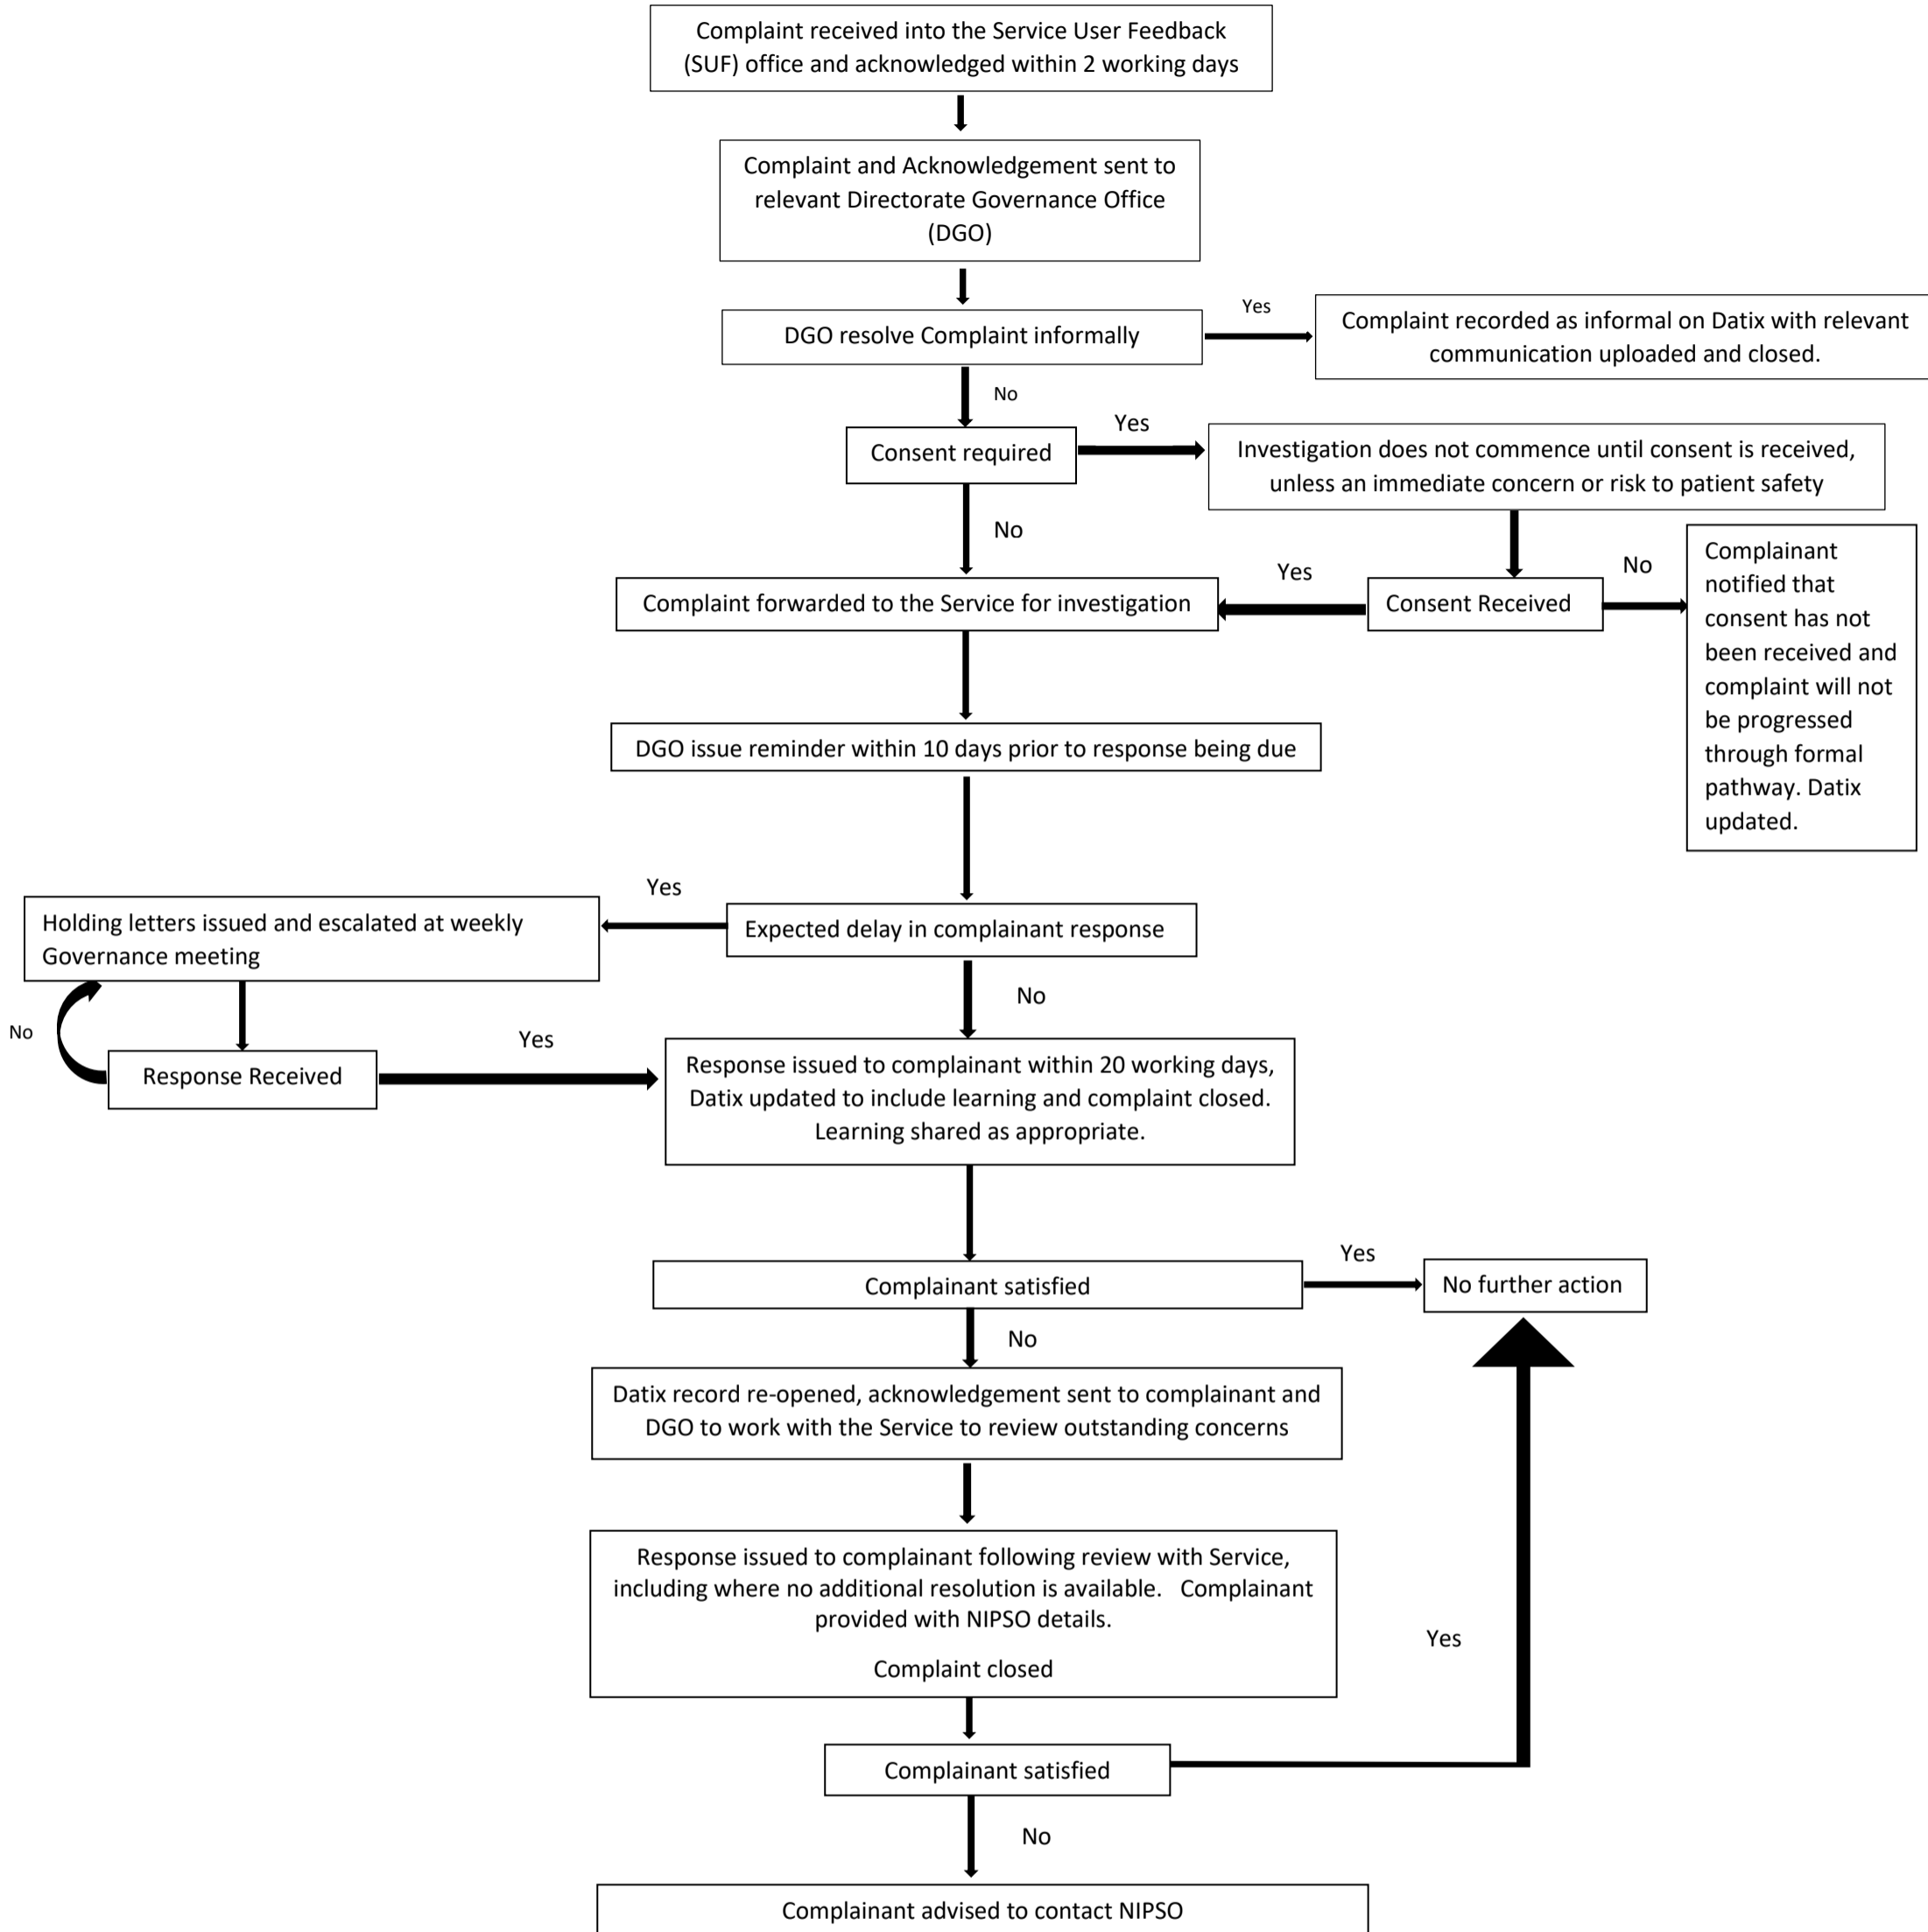 Complaint received into the Service User Feedback
(SUF) office and acknowledged within 2 working days
Complaint and Acknowledgement sent to
relevant Directorate Governance Office
(DGO)
DGO resolve Complaint informally
Yes
Complaint recorded as informal on Datix with relevant
communication uploaded and closed.
No
Consent required
Yes
Investigation does not commence until consent is received,
unless an immediate concern or risk to patient safety
No
Complaint forwarded to the Service for investigation
Yes
Consent Received
No
Complainant
notified that
consent has not
been received and
complaint will not
be progressed
through formal
pathway. Datix
updated.
DGO issue reminder within 10 days prior to response being due
Expected delay in complainant response
Yes
Holding letters issued and escalated at weekly
Governance meeting
No
Response Received
Yes
No
Response issued to complainant within 20 working days,
Datix updated to include learning and complaint closed.
Learning shared as appropriate.
Complainant satisfied
Yes
No further action
No
Datix record re-opened, acknowledgement sent to complainant and
DGO to work with the Service to review outstanding concerns
Response issued to complainant following review with Service,
including where no additional resolution is available. Complainant
provided with NIPSO details.
Complaint closed
Yes
Complainant satisfied
No
Complainant advised to contact NIPSO